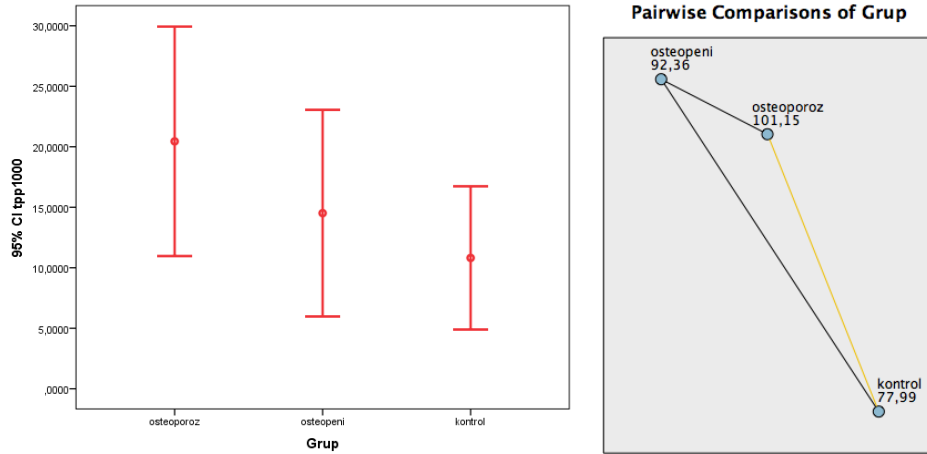 30,0000
25,0000
20,0000
15,0000
10,0000
5,0000
,0000
95% CI tpp1000
osteoporoz
osteopeni
kontrol
Grup
Pairwise Comparisons of Grup
osteopeni
92,36
osteoporoz
101,15
kontrol
77,99